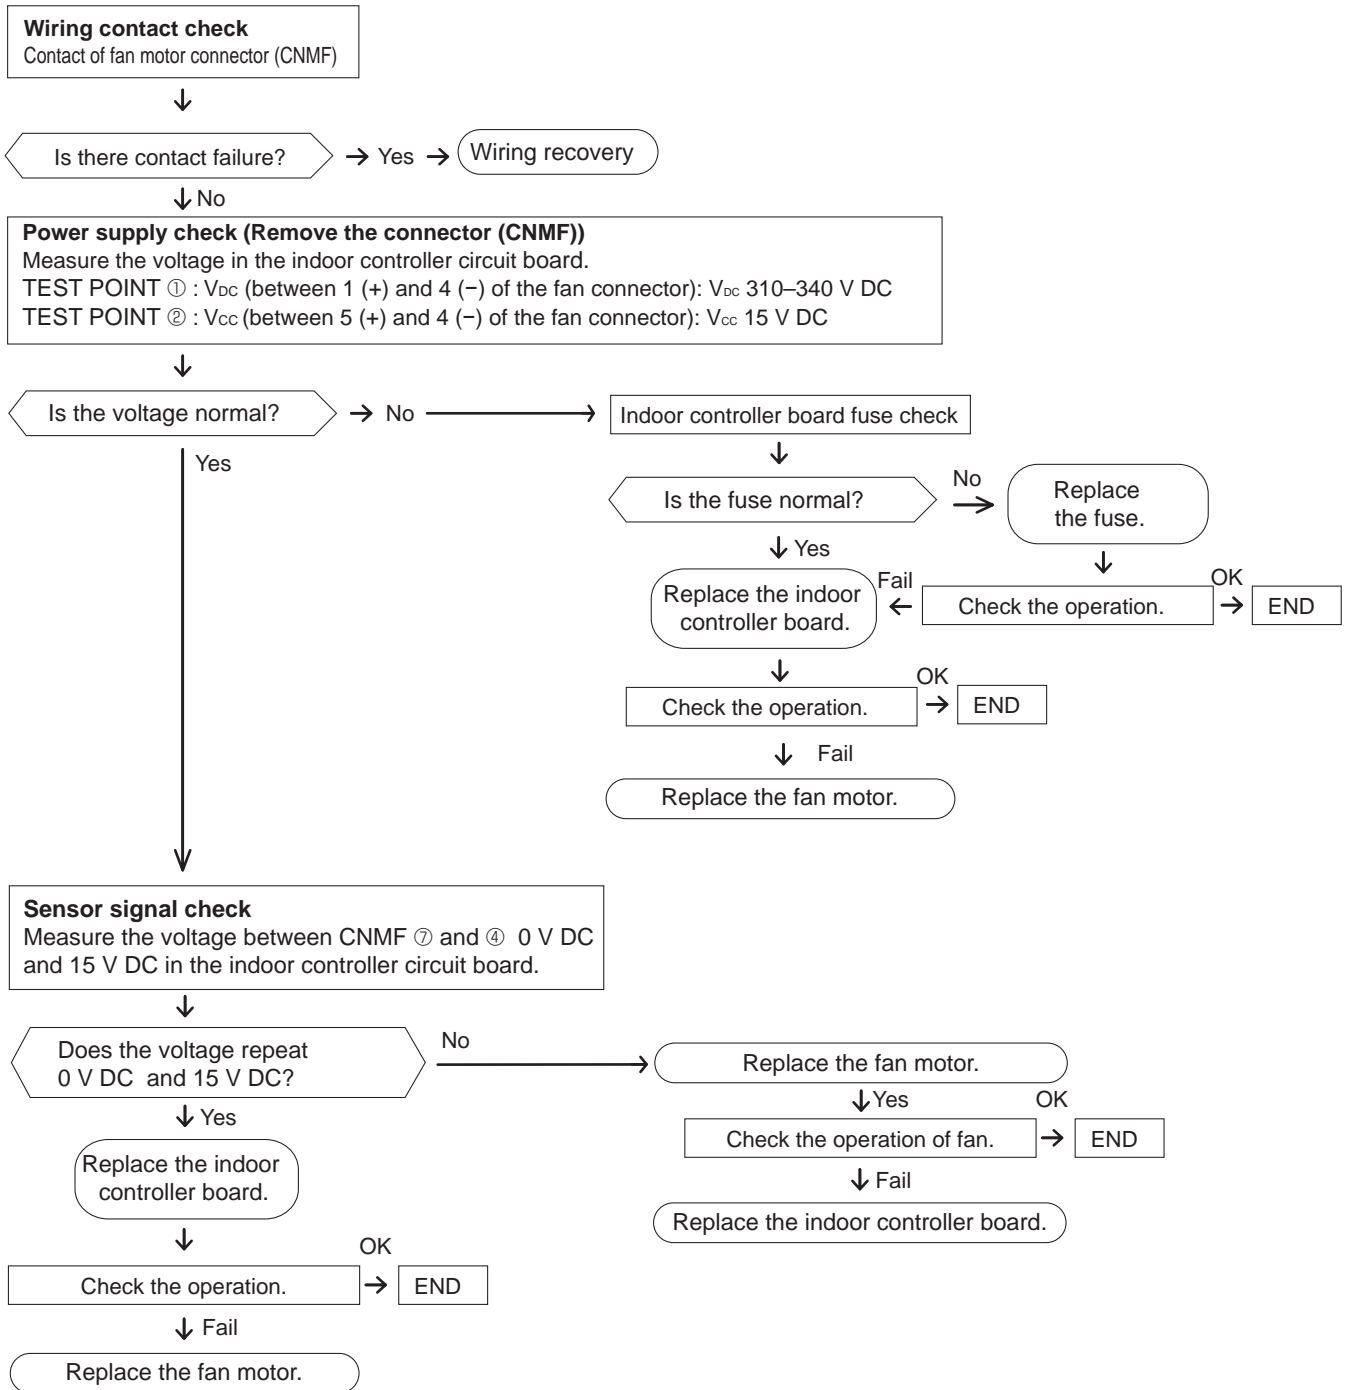 Wiring contact check
Contact of fan motor connector (CNMF)
Is there contact failure?
Yes
Wiring recovery
No
Power supply check (Remove the connector (CNMF))
Measure the voltage in the indoor controller circuit board.
TEST POINT ① : VDC (between 1 (+) and 4 (−) of the fan connector): VDC 310–340 V DC
TEST POINT ② : VCC (between 5 (+) and 4 (−) of the fan connector): VCC 15 V DC
Is the voltage normal?
No
Indoor controller board fuse check
Yes
Is the fuse normal?
No
Replace
the fuse.
Yes
Replace the indoor
controller board.
Fail
Check the operation.
OK
END
Check the operation.
OK
END
Fail
Replace the fan motor.
Sensor signal check
Measure the voltage between CNMF ⑦ and ④ 0 V DC
and 15 V DC in the indoor controller circuit board.
Does the voltage repeat
0 V DC and 15 V DC?
No
Replace the fan motor.
Yes
Check the operation of fan.
OK
END
Fail
Replace the indoor controller board.
Yes
Replace the indoor
controller board.
Check the operation.
OK
END
Fail
Replace the fan motor.